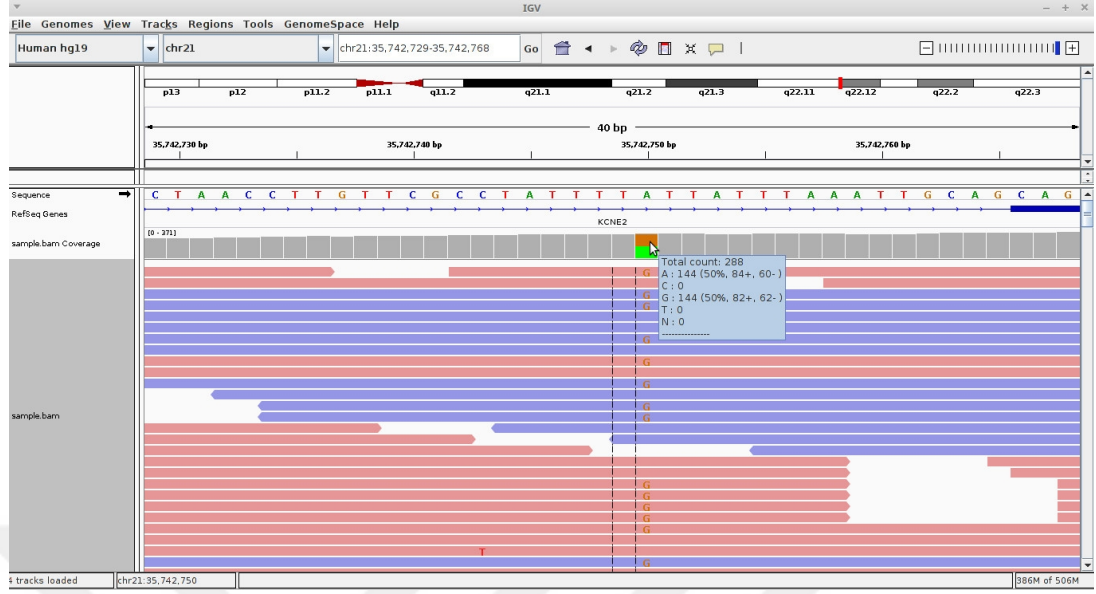 IGV
File Genomes View Tracks Regions Tools GenomeSpace Help
Human hg19 chr21 chr21:35,742,729-35,742,768 Go
p13 p12 p11.2 p11.1 q11.2 q21.1 q21.2 q21.3 q22.11 q22.12 q22.2 q22.3
40 bp
35,742,730 bp 35,742,740 bp 35,742,750 bp 35,742,760 bp
Sequence C T A A C C T T G T T C G C C T A T T T T A T T A T T T A A A T T G C A G C A G
RefSeq Genes
KCNE2
[0 - 371]
sample.bam Coverage
Total count: 288
A : 144 (50%, 84+, 60- )
C : 0
G : 144 (50%, 82+, 62- )
T : 0
N : 0
---------------
G
G
G
G
G
G
G
G
sample.bam
G
G
G
G
G
T
G
4 tracks loaded chr21:35,742,750 386M of 506M